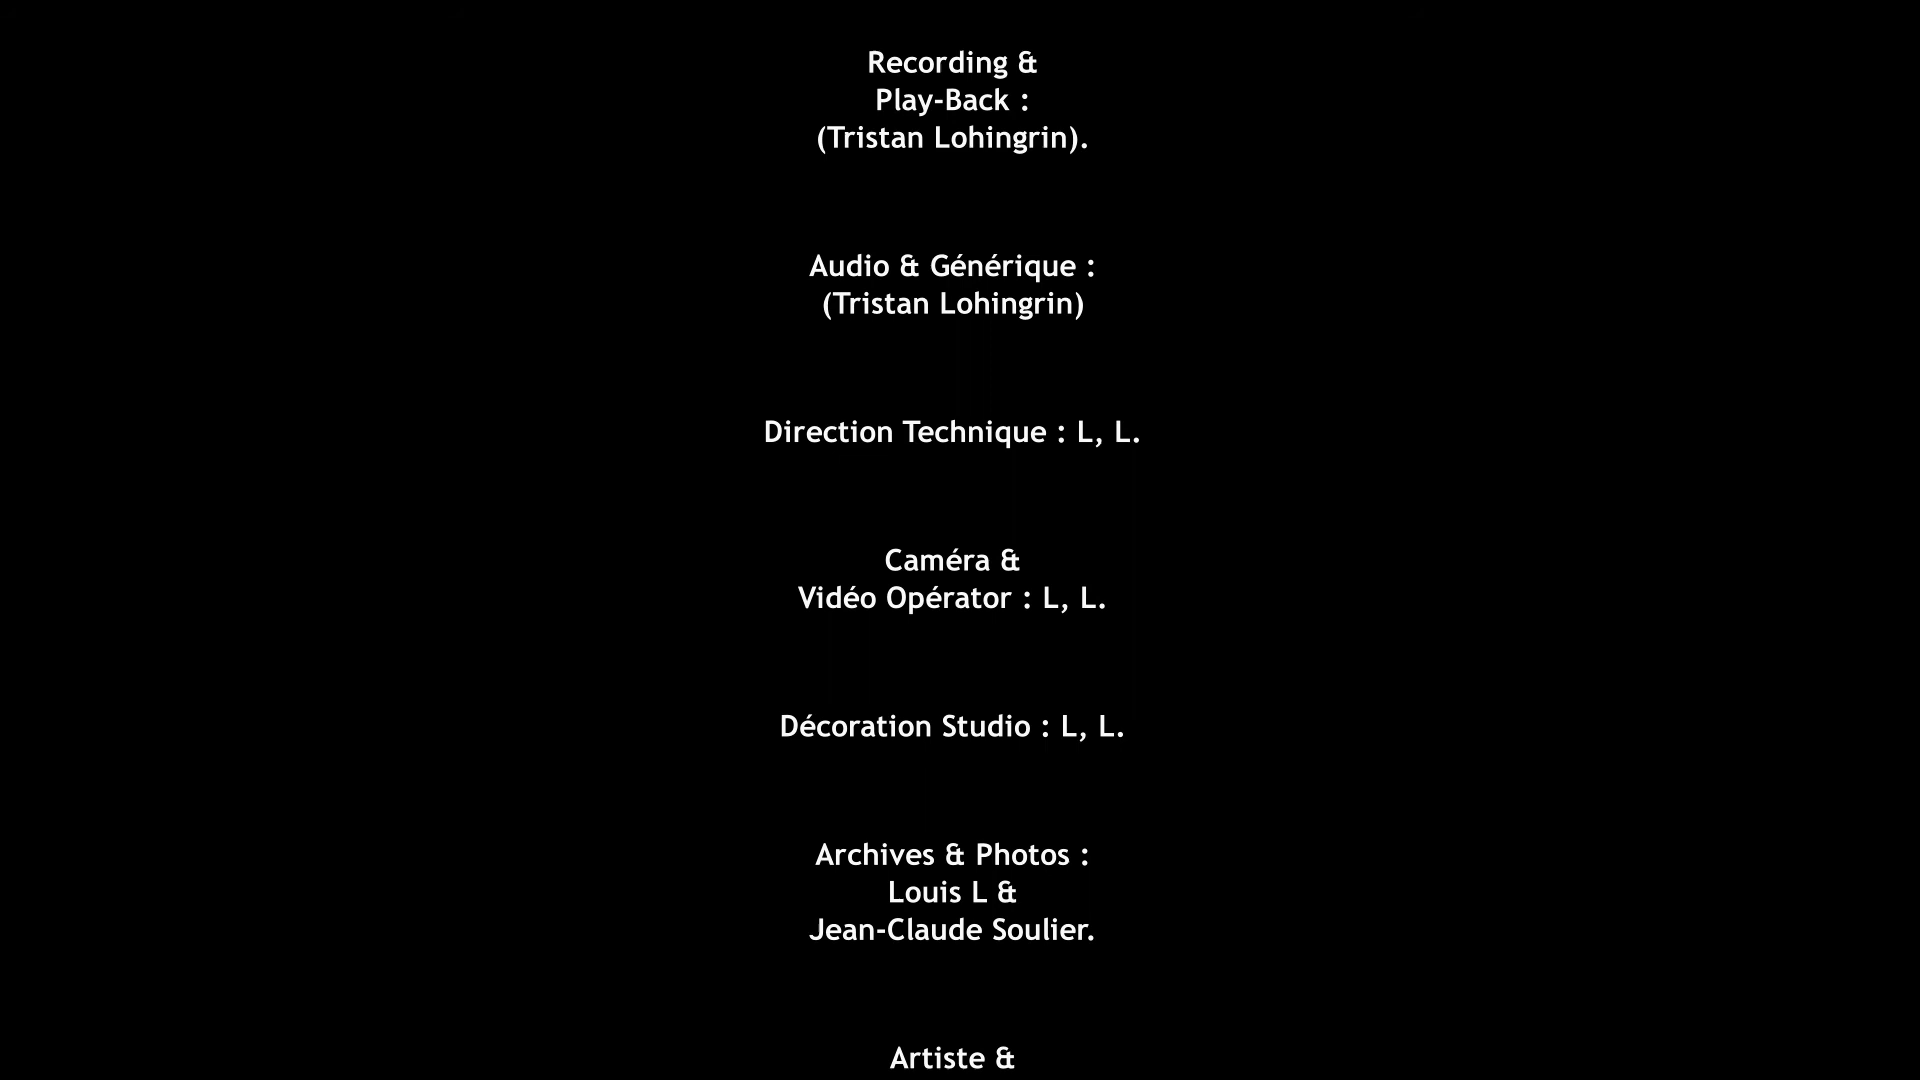 Recording &
Play-Back :
(Tristan Lohingrin).
Audio & Générique :
(Tristan Lohingrin)
Direction Technique : L, L.
Caméra &
Vidéo Opérator : L, L.
Décoration Studio : L, L.
Archives & Photos :
Louis L &
Jean-Claude Soulier.
Artiste &